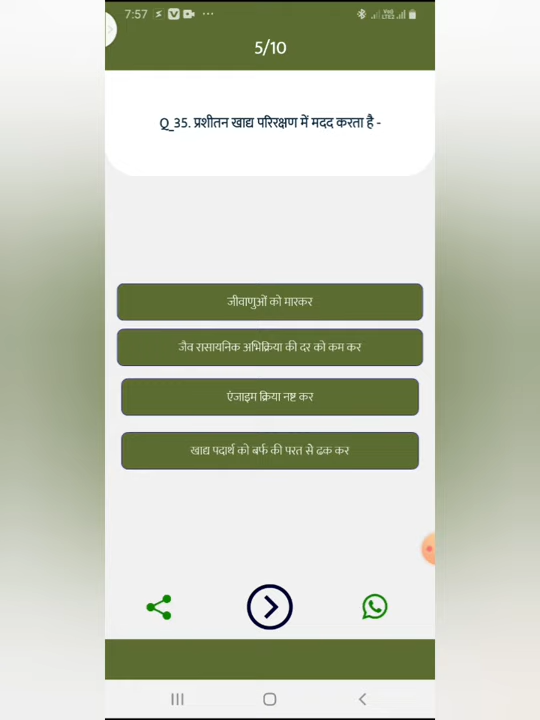 7:57
5/10
Q_35. प्रशीतन खाद्य परिरक्षण में मदद करता है -
जीवाणुओं को मारकर
जैव रासायनिक अभिक्रिया की दर को कम कर
एंजाइम क्रिया नष्ट कर
खाद्य पदार्थ को बर्फ की परत से ढक कर